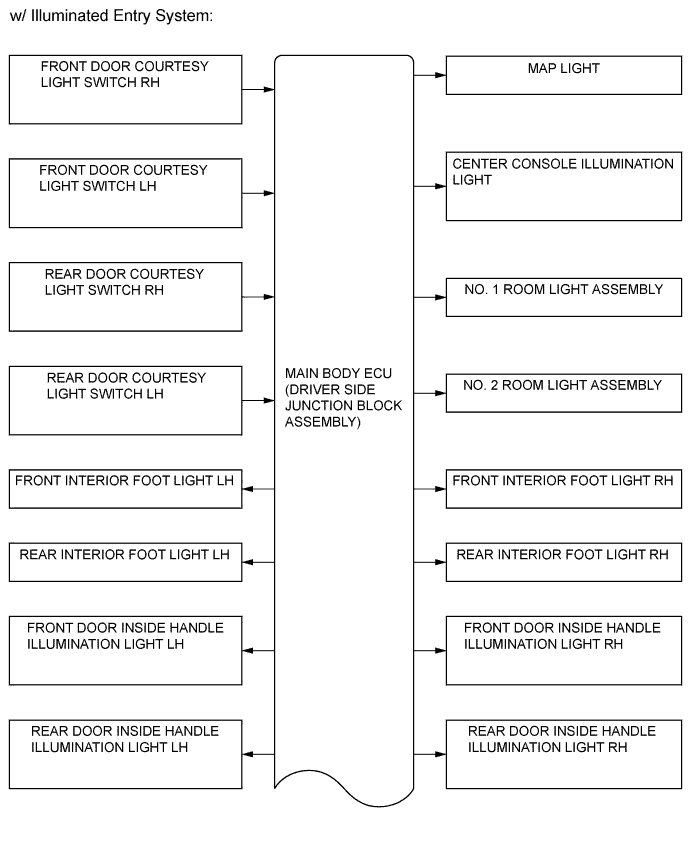 w/ Illuminated Entry System:
FRONT DOOR COURTESY
LIGHT SWITCH RH
FRONT DOOR COURTESY
LIGHT SWITCH LH
REAR DOOR COURTESY
LIGHT SWITCH RH
REAR DOOR COURTESY
LIGHT SWITCH LH
FRONT INTERIOR FOOT LIGHT LH
REAR INTERIOR FOOT LIGHT LH
FRONT DOOR INSIDE HANDLE
ILLUMINATION LIGHT LH
REAR DOOR INSIDE HANDLE
ILLUMINATION LIGHT LH
MAIN BODY ECU
(DRIVER SIDE
JUNCTION BLOCK
ASSEMBLY)
MAP LIGHT
CENTER CONSOLE ILLUMINATION
LIGHT
NO. 1 ROOM LIGHT ASSEMBLY
NO. 2 ROOM LIGHT ASSEMBLY
FRONT INTERIOR FOOT LIGHT RH
REAR INTERIOR FOOT LIGHT RH
FRONT DOOR INSIDE HANDLE
ILLUMINATION LIGHT RH
REAR DOOR INSIDE HANDLE
ILLUMINATION LIGHT RH